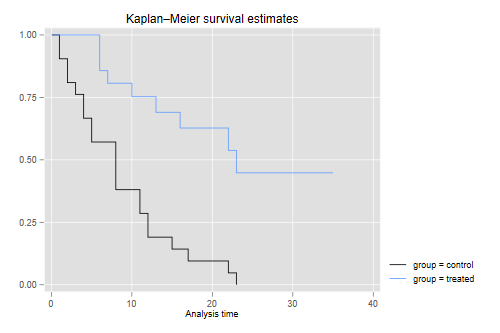 Kaplan–Meier survival estimates
1.00
0.75
0.50
0.25
0.00
0 10 20 30 40
Analysis time
group = control
group = treated